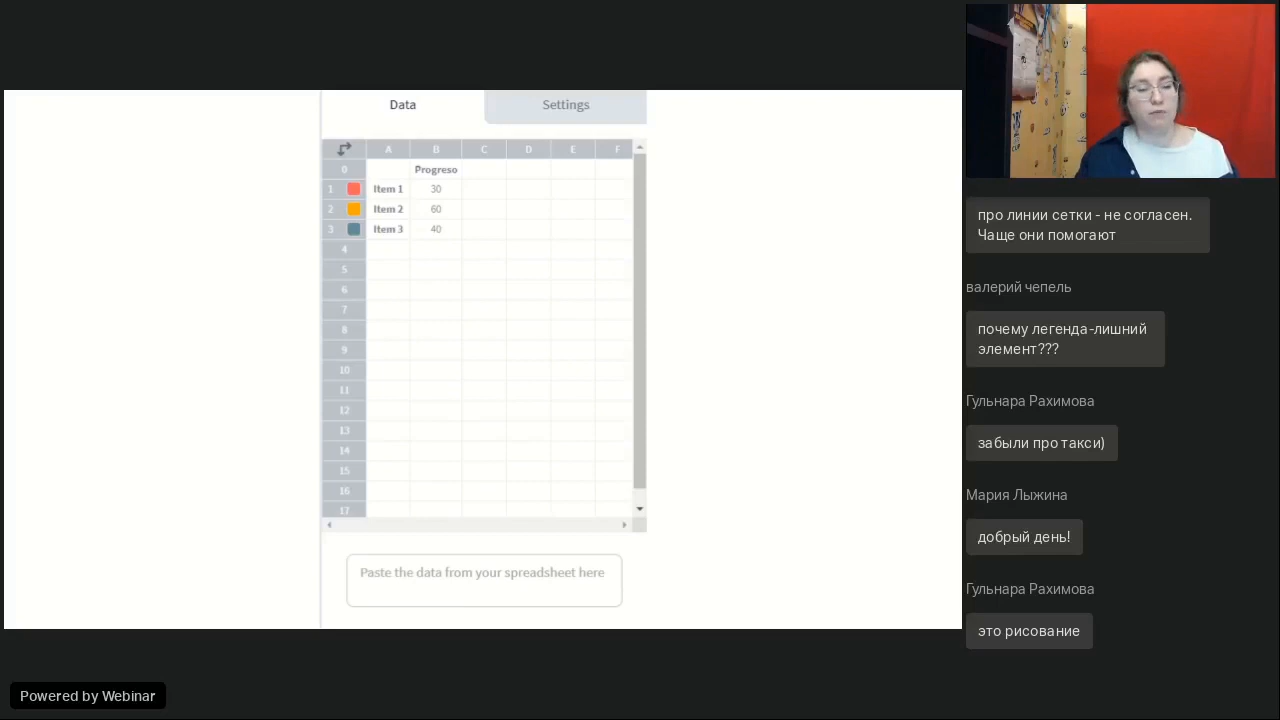 Data
Settings
A B C D E F
0 Progreso
1 Item 1 30
2 Item 2 60
3 Item 3 40
4
5
6
7
8
9
10
11
12
13
14
15
16
17
Paste the data from your spreadsheet here
про линии сетки - не согласен.
Чаще они помогают
валерий чепель
почему легенда-лишний
элемент???
Гульнара Рахимова
забыли про такси)
Мария Лыжина
добрый день!
Гульнара Рахимова
это рисование
Powered by Webinar